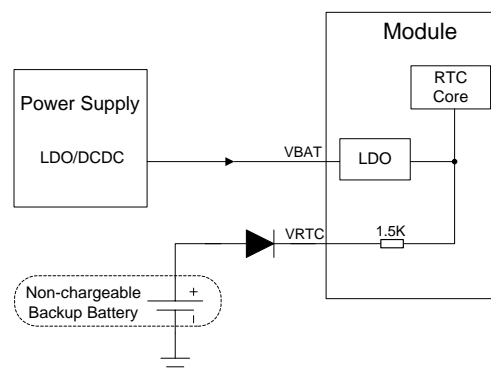 Module
RTC
Core
Power Supply
LDO/DCDC
VBAT
LDO
VRTC
1.5K
Non-chargeable
Backup Battery
+